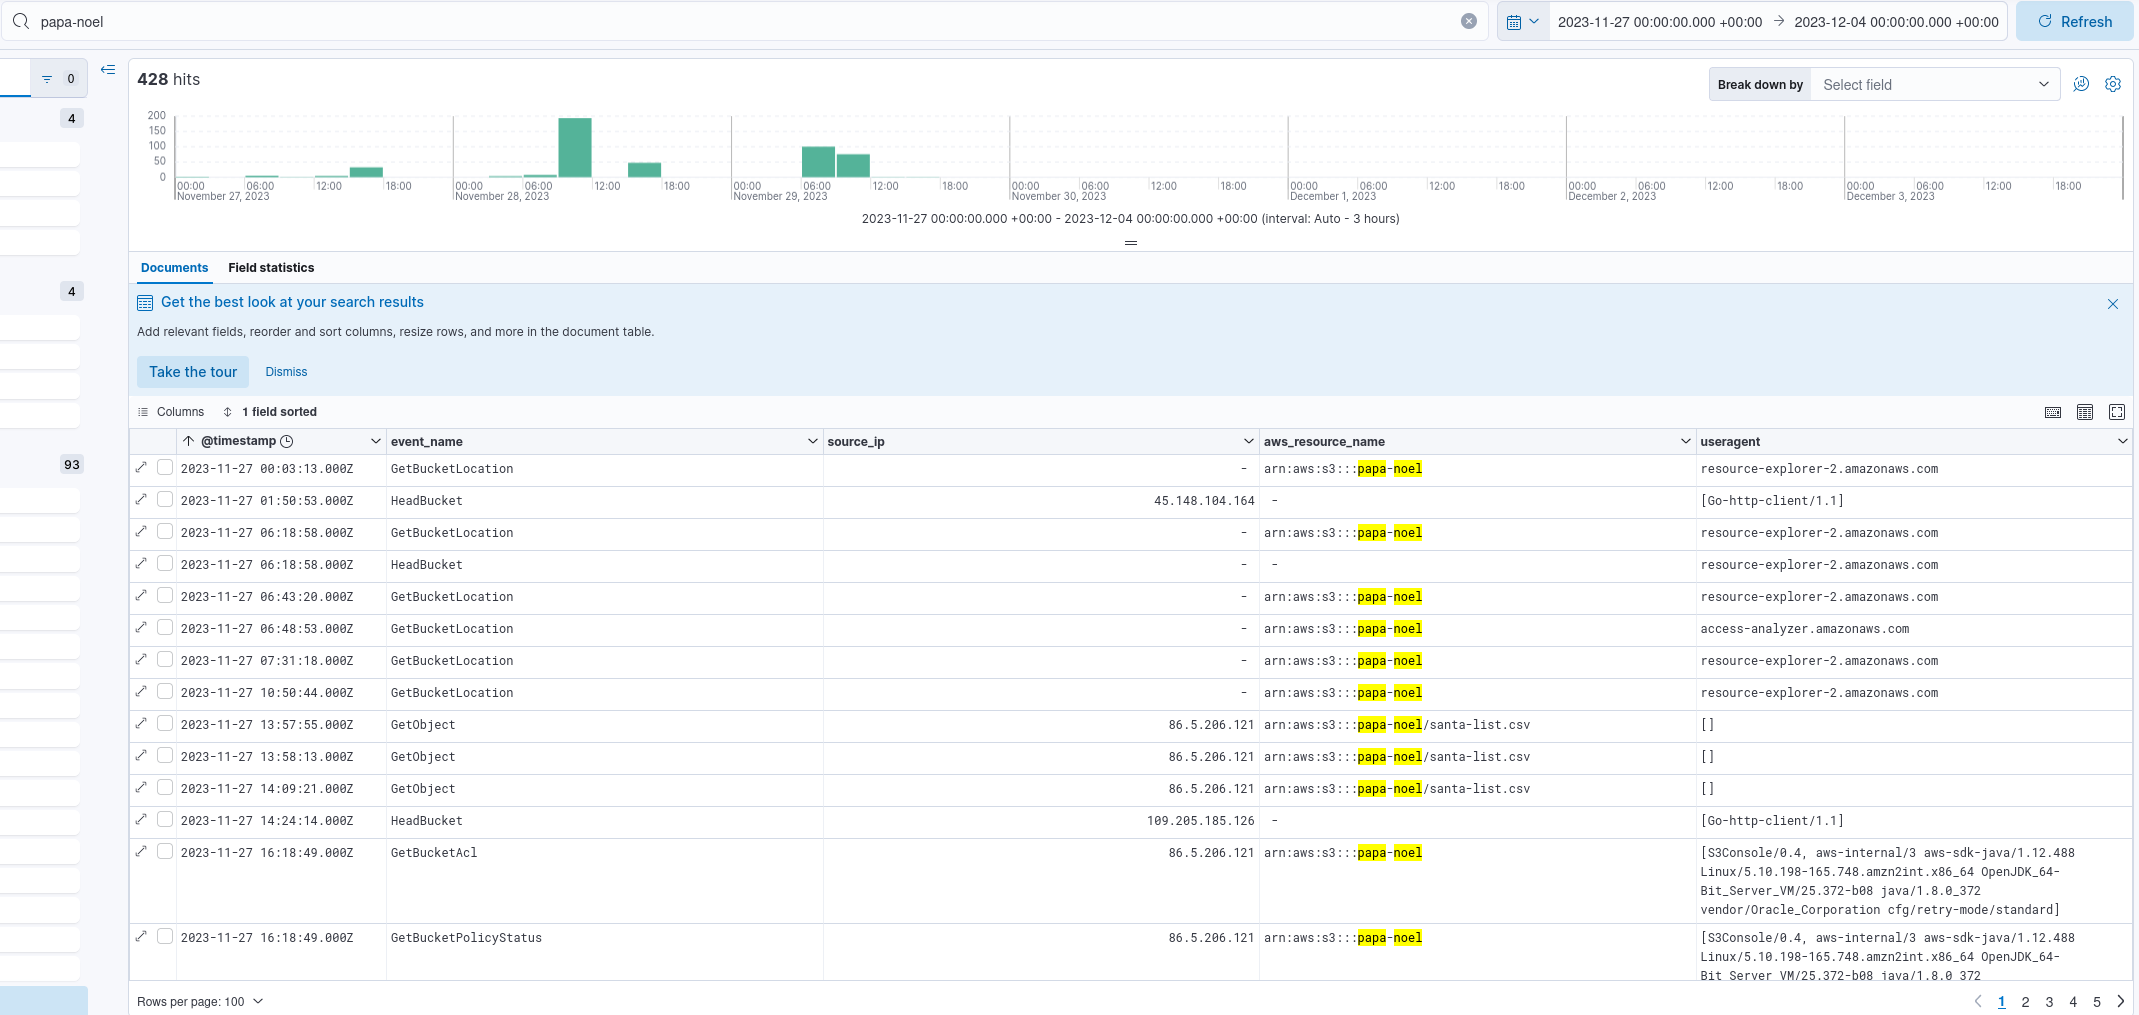 papa-noel
2023-11-27 00:00:00.000 +00:00 → 2023-12-04 00:00:00.000 +00:00
Refresh
0
4
4
93
428 hits
Break down by Select field
200
150
100
50
0
00:00 06:00 12:00 18:00 00:00 06:00 12:00 18:00 00:00 06:00 12:00 18:00 00:00 06:00 12:00 18:00 00:00 06:00 12:00 18:00 00:00 06:00 12:00 18:00 00:00 06:00 12:00 18:00
November 27, 2023 November 28, 2023 November 29, 2023 November 30, 2023 December 1, 2023 December 2, 2023 December 3, 2023
2023-11-27 00:00:00.000 +00:00 - 2023-12-04 00:00:00.000 +00:00 (interval: Auto - 3 hours)
Documents Field statistics
Get the best look at your search results
Add relevant fields, reorder and sort columns, resize rows, and more in the document table.
Take the tour Dismiss
Columns 1 field sorted
@timestamp event_name source_ip aws_resource_name useragent
2023-11-27 00:03:13.000Z GetBucketLocation - arn:aws:s3:::papa-noel resource-explorer-2.amazonaws.com
2023-11-27 01:50:53.000Z HeadBucket 45.148.104.164 - [Go-http-client/1.1]
2023-11-27 06:18:58.000Z GetBucketLocation - arn:aws:s3:::papa-noel resource-explorer-2.amazonaws.com
2023-11-27 06:18:58.000Z HeadBucket - - resource-explorer-2.amazonaws.com
2023-11-27 06:43:20.000Z GetBucketLocation - arn:aws:s3:::papa-noel resource-explorer-2.amazonaws.com
2023-11-27 06:48:53.000Z GetBucketLocation - arn:aws:s3:::papa-noel access-analyzer.amazonaws.com
2023-11-27 07:31:18.000Z GetBucketLocation - arn:aws:s3:::papa-noel resource-explorer-2.amazonaws.com
2023-11-27 10:50:44.000Z GetBucketLocation - arn:aws:s3:::papa-noel resource-explorer-2.amazonaws.com
2023-11-27 13:57:55.000Z GetObject 86.5.206.121 arn:aws:s3:::papa-noel/santa-list.csv []
2023-11-27 13:58:13.000Z GetObject 86.5.206.121 arn:aws:s3:::papa-noel/santa-list.csv []
2023-11-27 14:09:21.000Z GetObject 86.5.206.121 arn:aws:s3:::papa-noel/santa-list.csv []
2023-11-27 14:24:14.000Z HeadBucket 109.205.185.126 - [Go-http-client/1.1]
2023-11-27 16:18:49.000Z GetBucketAcl 86.5.206.121 arn:aws:s3:::papa-noel [S3Console/0.4, aws-internal/3 aws-sdk-java/1.12.488
Linux/5.10.198-165.748.amzn2int.x86_64 OpenJDK_64-
Bit_Server_VM/25.372-b08 java/1.8.0_372
vendor/Oracle_Corporation cfg/retry-mode/standard]
2023-11-27 16:18:49.000Z GetBucketPolicyStatus 86.5.206.121 arn:aws:s3:::papa-noel [S3Console/0.4, aws-internal/3 aws-sdk-java/1.12.488
Linux/5.10.198-165.748.amzn2int.x86_64 OpenJDK_64-
Bit_Server_VM/25.372-b08 java/1.8.0_372
Rows per page: 100
1 2 3 4 5